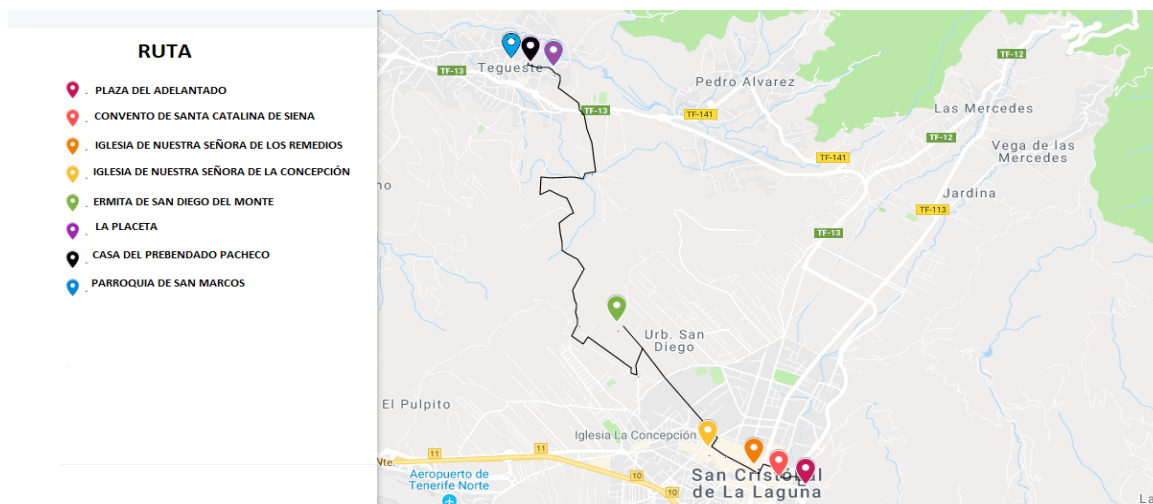 RUTA
. PLAZA DEL ADELANTADO
. CONVENTO DE SANTA CATALINA DE SIENA
. IGLESIA DE NUESTRA SEÑORA DE LOS REMEDIOS
. IGLESIA DE NUESTRA SEÑORA DE LA CONCEPCIÓN
. ERMITA DE SAN DIEGO DEL MONTE
. LA PLACETA
. CASA DEL PREBENDADO PACHECO
. PARROQUIA DE SAN MARCOS
Tegueste
TF-13
TF-12
Pedro Alvarez
TF-13
TF-141
Las Mercedes
TF-12
Vega de las
Mercedes
TF-141
no
Jardina
TF-113
TF-13
Urb. San
Diego
El Pulpito
Iglesia La Concepción
11
11
Nte.
10
10
Aeropuerto de
Tenerife Norte
San Cristóbal
de La Laguna
La